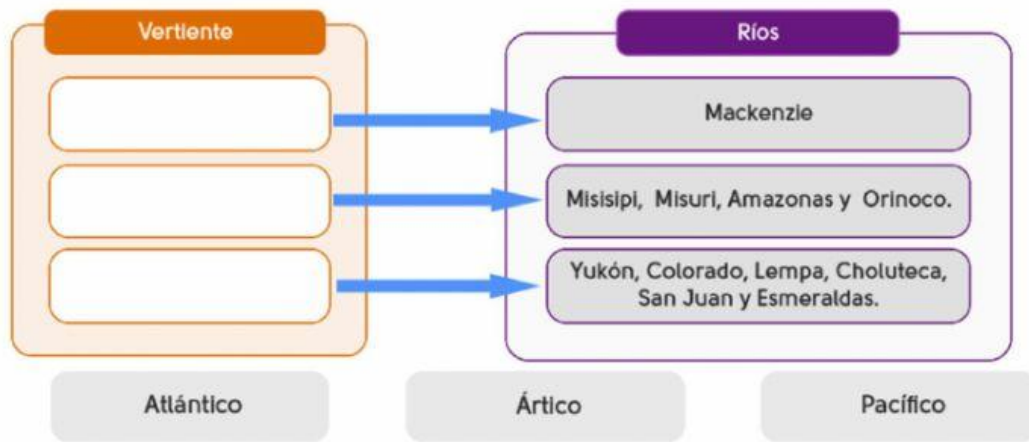 Vertiente
Ríos
Mackenzie
Misisipi, Misuri, Amazonas y Orinoco.
Yukón, Colorado, Lempa, Choluteca,
San Juan y Esmeraldas.
Atlántico
Ártico
Pacífico